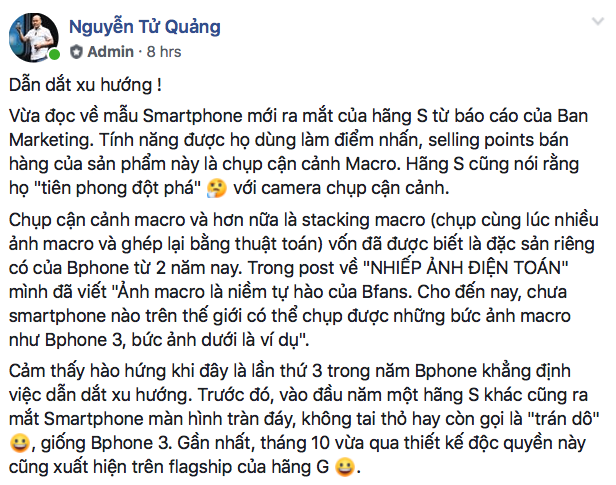 Nguyễn Tử Quảng
Admin · 8 hrs
Dẫn dắt xu hướng !
Vừa đọc về mẫu Smartphone mới ra mắt của hãng S từ báo cáo của Ban
Marketing. Tính năng được họ dùng làm điểm nhấn, selling points bán
hàng của sản phẩm này là chụp cận cảnh Macro. Hãng S cũng nói rằng
họ "tiên phong đột phá" 🤔 với camera chụp cận cảnh.
Chụp cận cảnh macro và hơn nữa là stacking macro (chụp cùng lúc nhiều
ảnh macro và ghép lại bằng thuật toán) vốn đã được biết là đặc sản riêng
có của Bphone từ 2 năm nay. Trong post về "NHIẾP ẢNH ĐIỆN TOÁN"
mình đã viết "Ảnh macro là niềm tự hào của Bfans. Cho đến nay, chưa
smartphone nào trên thế giới có thể chụp được những bức ảnh macro
như Bphone 3, bức ảnh dưới là ví dụ".
Cảm thấy hào hứng khi đây là lần thứ 3 trong năm Bphone khẳng định
việc dẫn dắt xu hướng. Trước đó, vào đầu năm một hãng S khác cũng ra
mắt Smartphone màn hình tràn đáy, không tai thỏ hay còn gọi là "trán dô"
😀, giống Bphone 3. Gần nhất, tháng 10 vừa qua thiết kế độc quyền này
cũng xuất hiện trên flagship của hãng G 😀.